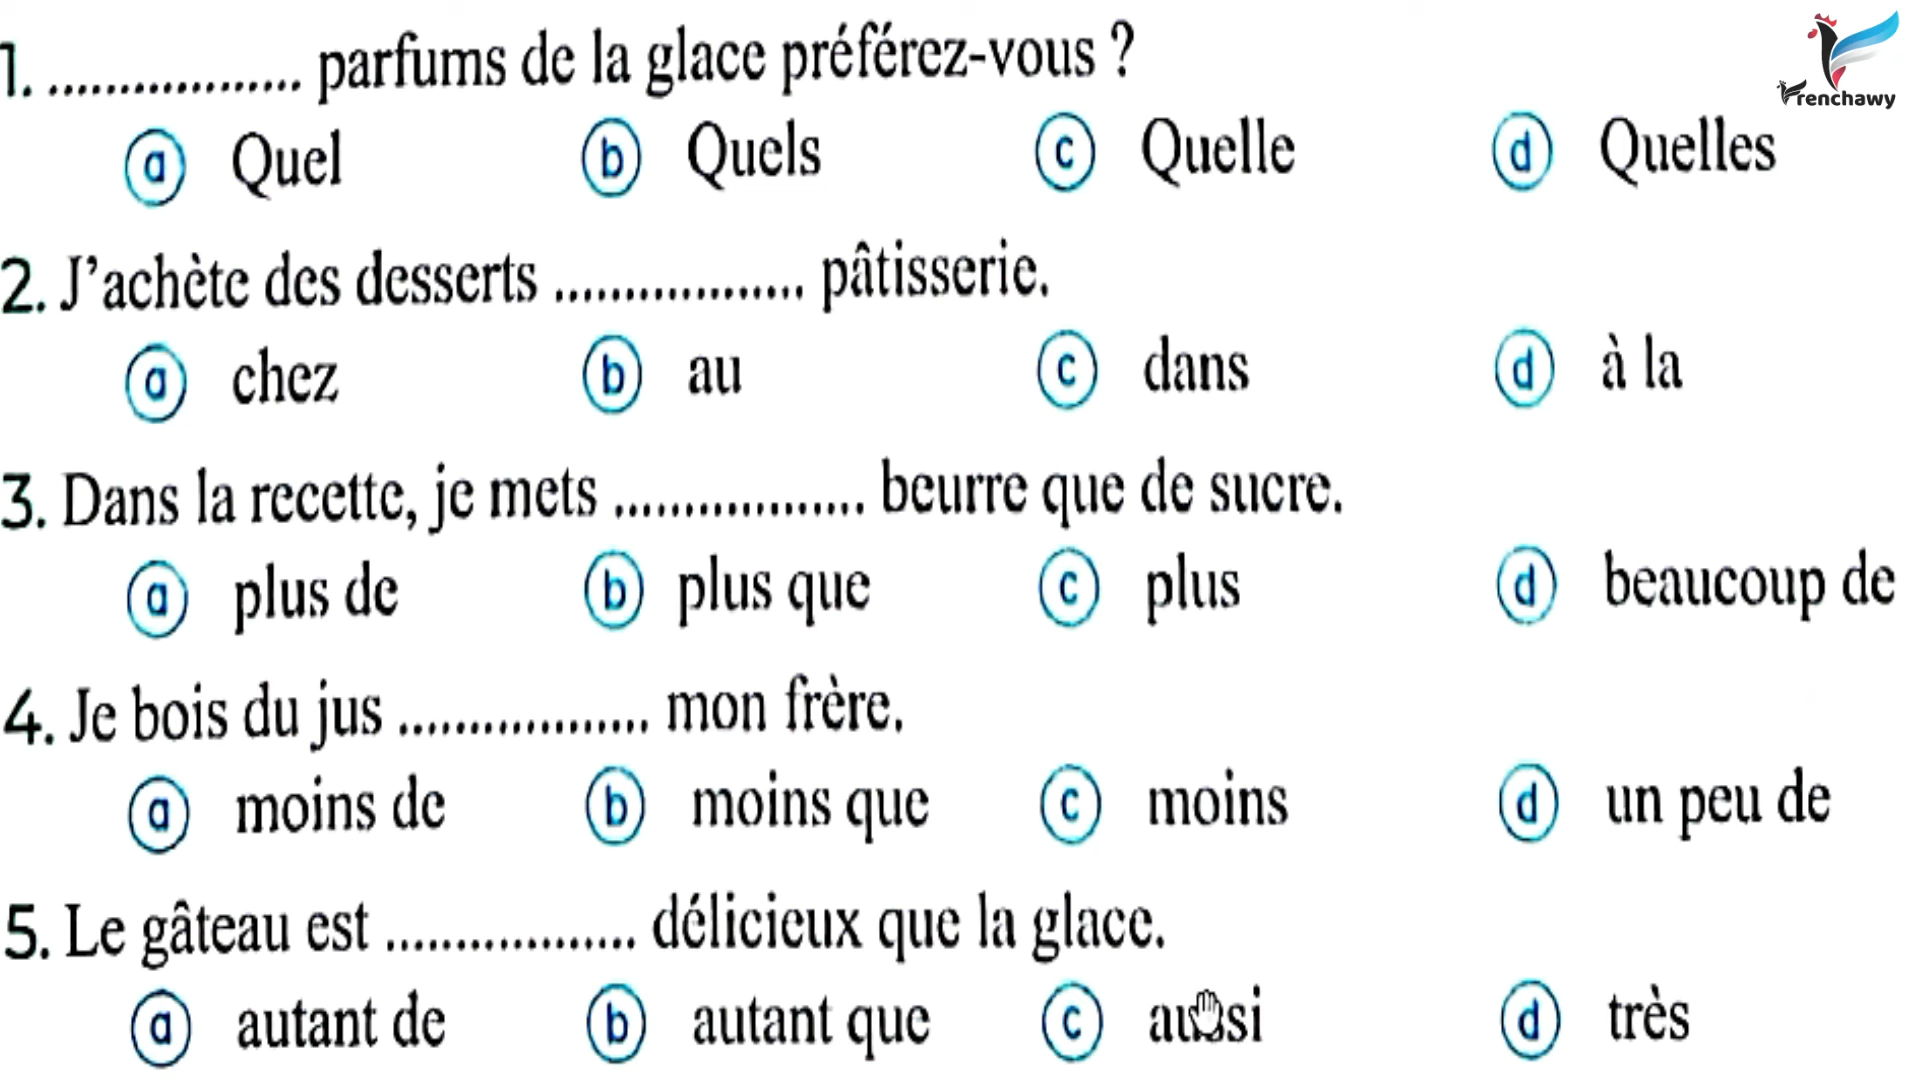 Frenchawy
1. .................. parfums de la glace préférez-vous ?
a Quel b Quels c Quelle d Quelles
2. J'achète des desserts .................. pâtisserie.
a chez b au c dans d à la
3. Dans la recette, je mets .................. beurre que de sucre.
a plus de b plus que c plus d beaucoup de
4. Je bois du jus .................. mon frère.
a moins de b moins que c moins d un peu de
5. Le gâteau est .................. délicieux que la glace.
a autant de b autant que c aussi d très